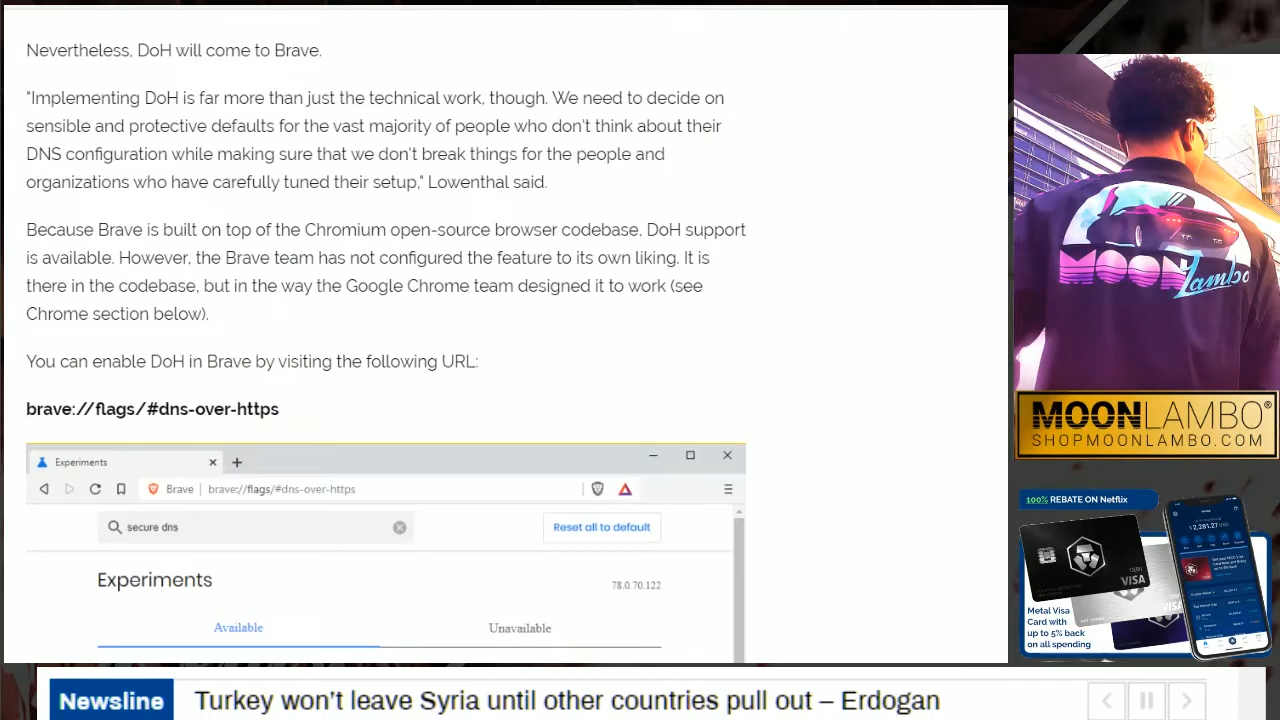 Nevertheless, DoH will come to Brave.
"Implementing DoH is far more than just the technical work, though. We need to decide on
sensible and protective defaults for the vast majority of people who don't think about their
DNS configuration while making sure that we don't break things for the people and
organizations who have carefully tuned their setup," Lowenthal said.
Because Brave is built on top of the Chromium open-source browser codebase, DoH support
is available. However, the Brave team has not configured the feature to its own liking. It is
there in the codebase, but in the way the Google Chrome team designed it to work (see
Chrome section below).
You can enable DoH in Brave by visiting the following URL:
brave://flags/#dns-over-https
Experiments
Brave
brave://flags/#dns-over-https
secure dns
Reset all to default
Experiments
78.0.70.122
Available
Unavailable
MOON
Lambo
MOONLAMBO®
SHOPMOONLAMBO.COM
100% REBATE ON Netflix
2,281.27
DEBIT
VISA
VISA
Metal Visa
Card with
up to 5% back
on all spending
Newsline
Turkey won't leave Syria until other countries pull out – Erdogan